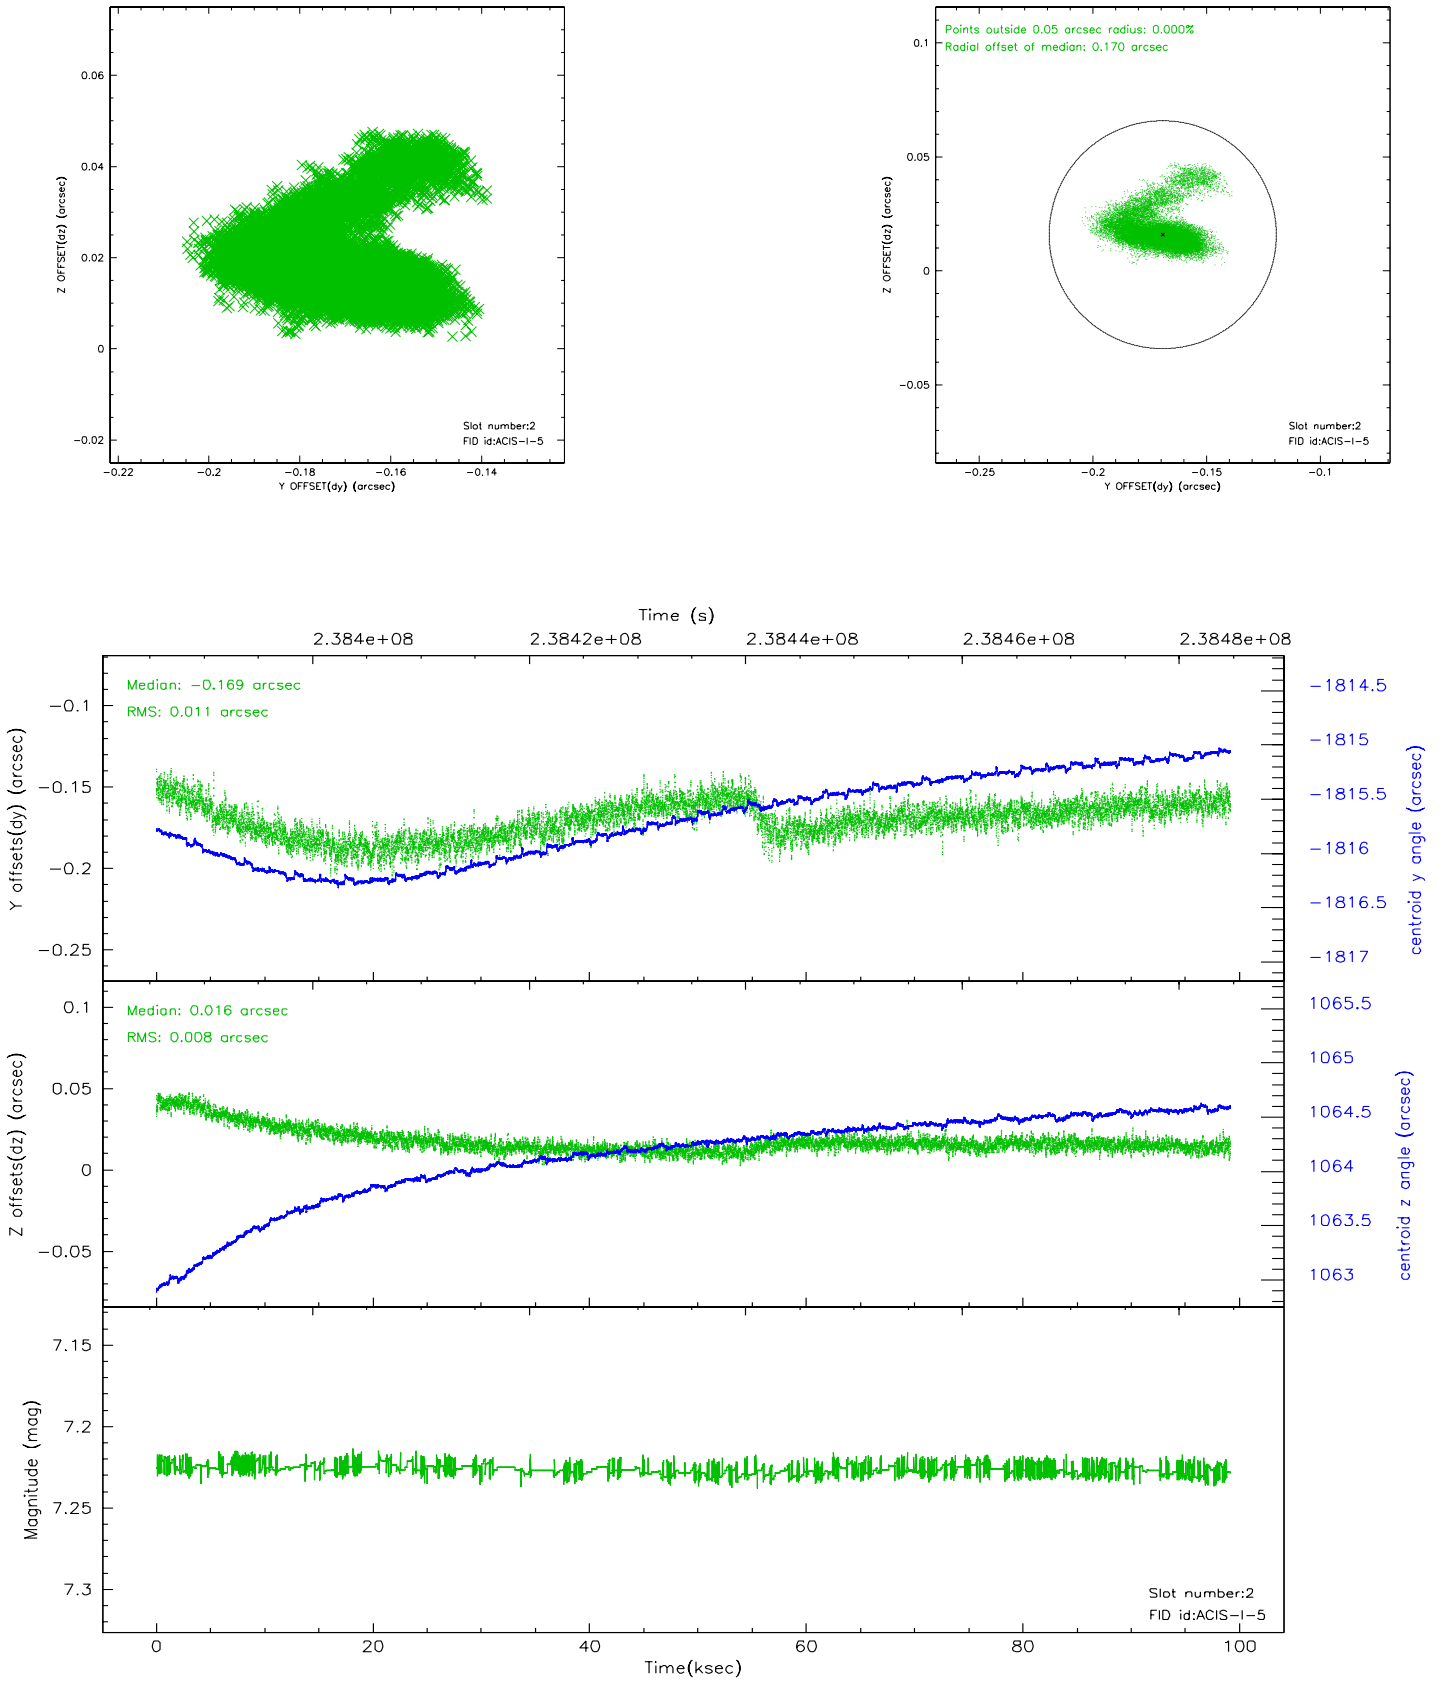 0.06
0.04
0.02
0
−0.02
Z OFFSET(dz) (arcsec)
Slot number:2
FID id:ACIS−I−5
−0.22 −0.2 −0.18 −0.16 −0.14
Y OFFSET(dy) (arcsec)
Points outside 0.05 arcsec radius: 0.000%
Radial offset of median: 0.170 arcsec
0.1
0.05
0
−0.05
Z OFFSET(dz) (arcsec)
Slot number:2
FID id:ACIS−I−5
−0.25 −0.2 −0.15 −0.1
Y OFFSET(dy) (arcsec)
Time (s)
2.384e+08 2.3842e+08 2.3844e+08 2.3846e+08 2.3848e+08
Median: −0.169 arcsec
RMS: 0.011 arcsec
−0.1
−0.15
−0.2
−0.25
Y offsets(dy) (arcsec)
−1814.5
−1815
−1815.5
−1816
−1816.5
−1817
centroid y angle (arcsec)
Median: 0.016 arcsec
RMS: 0.008 arcsec
0.1
0.05
0
−0.05
Z offsets(dz) (arcsec)
1065.5
1065
1064.5
1064
1063.5
1063
centroid z angle (arcsec)
7.15
7.2
7.25
7.3
Magnitude (mag)
Slot number:2
FID id:ACIS−I−5
0 20 40 60 80 100
Time(ksec)